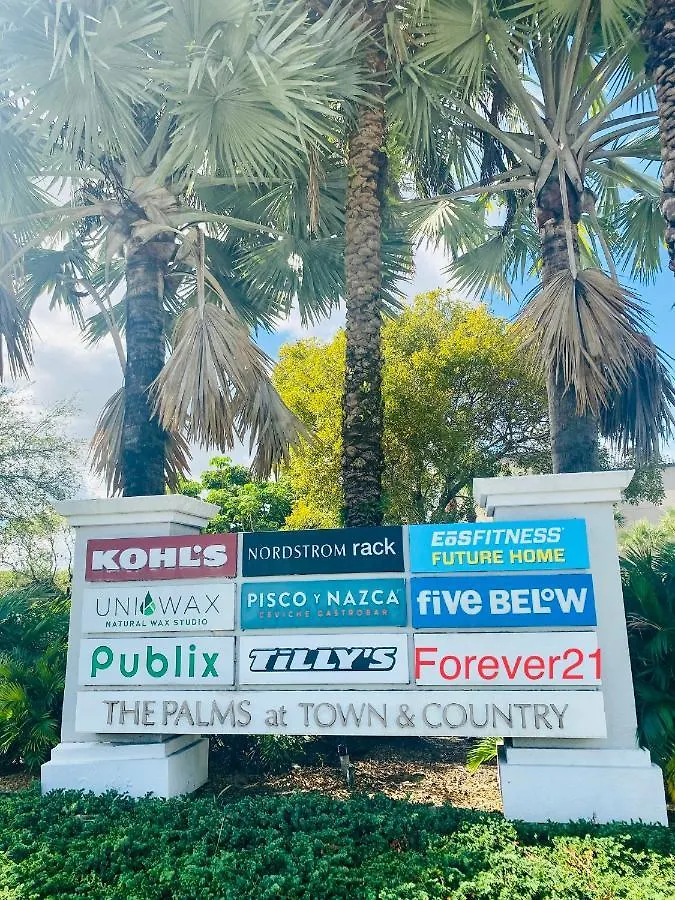 KOHL'S
NORDSTROM rack
EōSFITNESS
FUTURE HOME
UNI K WAX
NATURAL WAX STUDIO
PISCO Y NAZCA
CEVICHE GASTROBAR
five BELoW
Publix
TILLY'S
Forever21
THE PALMS at TOWN & COUNTRY